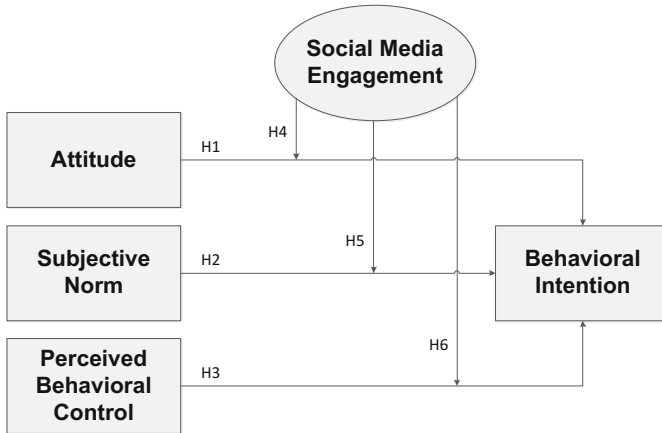 Social Media
Engagement
H4
H1
Attitude
H5
Subjective
Norm
H2
Behavioral
Intention
H6
Perceived
Behavioral
Control
H3